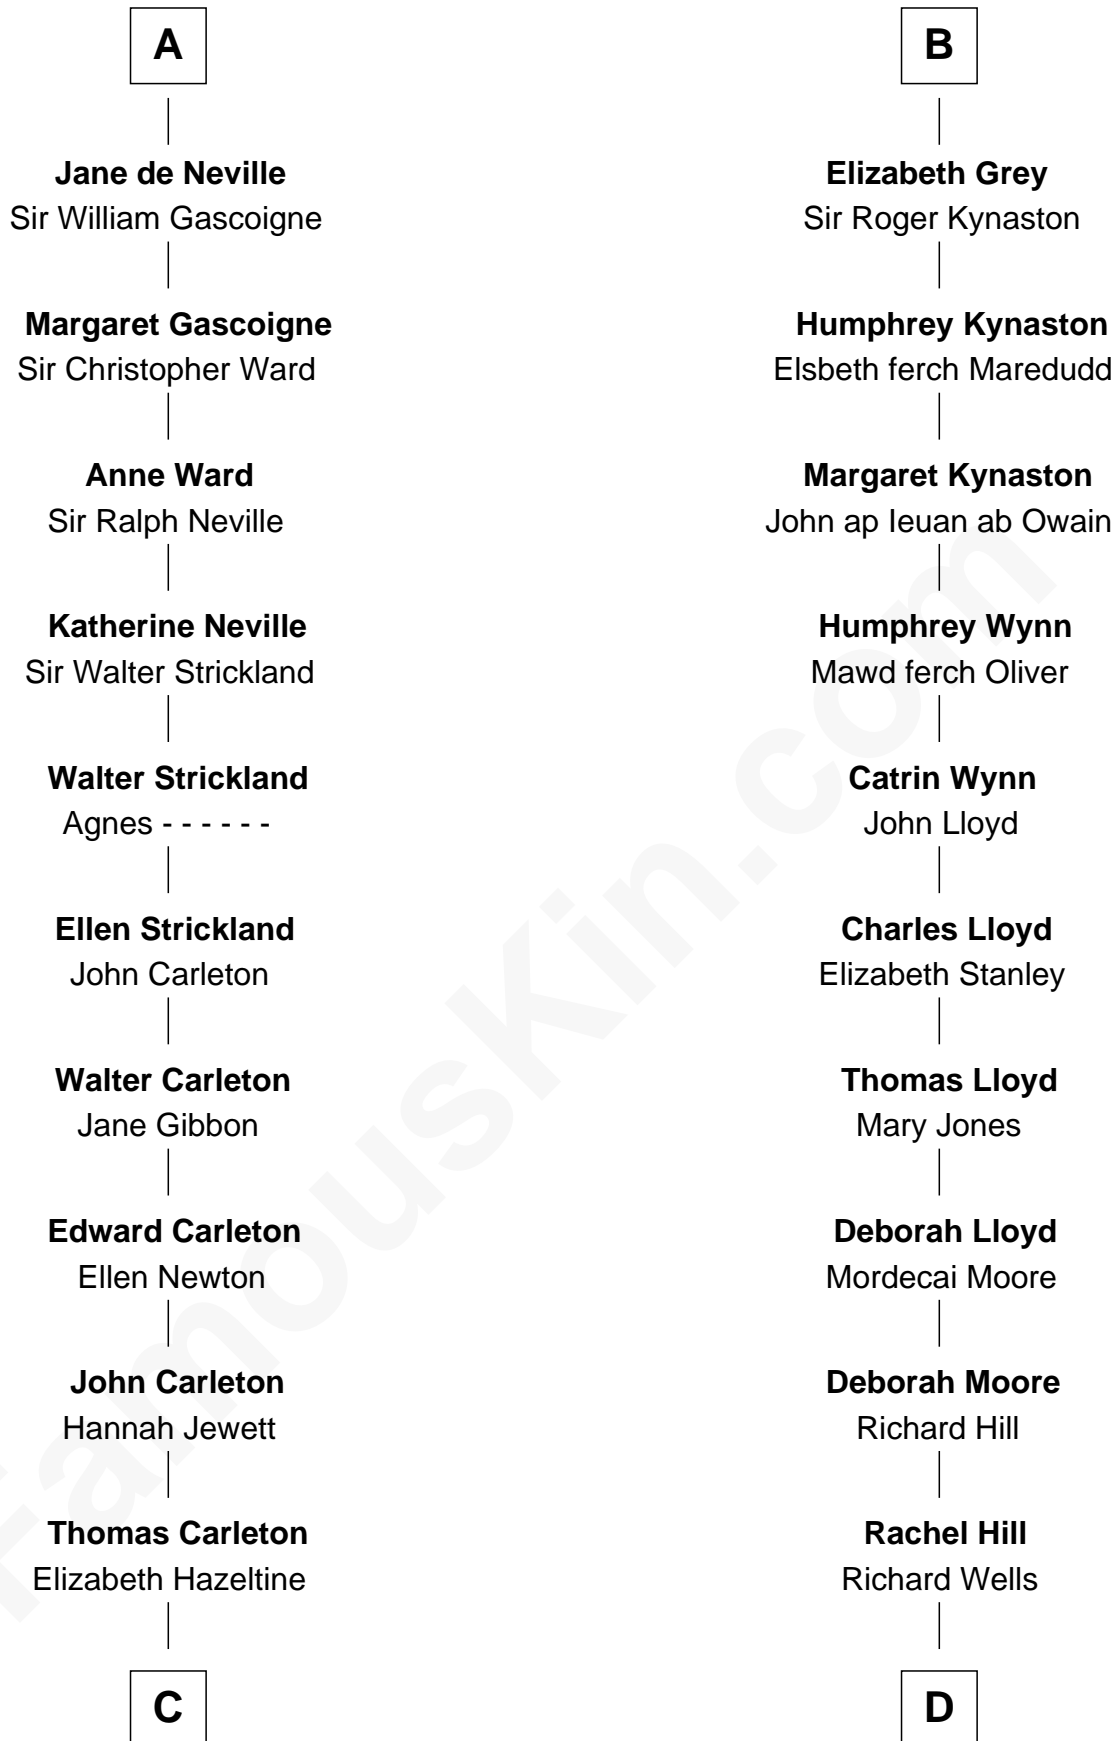 A
Jane de Neville
Sir William Gascoigne
Margaret Gascoigne
Sir Christopher Ward
Anne Ward
Sir Ralph Neville
Katherine Neville
Sir Walter Strickland
Walter Strickland
Agnes - - - - - -
Ellen Strickland
John Carleton
Walter Carleton
Jane Gibbon
Edward Carleton
Ellen Newton
John Carleton
Hannah Jewett
Thomas Carleton
Elizabeth Hazeltine
C
B
Elizabeth Grey
Sir Roger Kynaston
Humphrey Kynaston
Elsbeth ferch Maredudd
Margaret Kynaston
John ap Ieuan ab Owain
Humphrey Wynn
Mawd ferch Oliver
Catrin Wynn
John Lloyd
Charles Lloyd
Elizabeth Stanley
Thomas Lloyd
Mary Jones
Deborah Lloyd
Mordecai Moore
Deborah Moore
Richard Hill
Rachel Hill
Richard Wells
D
FamousKin.com